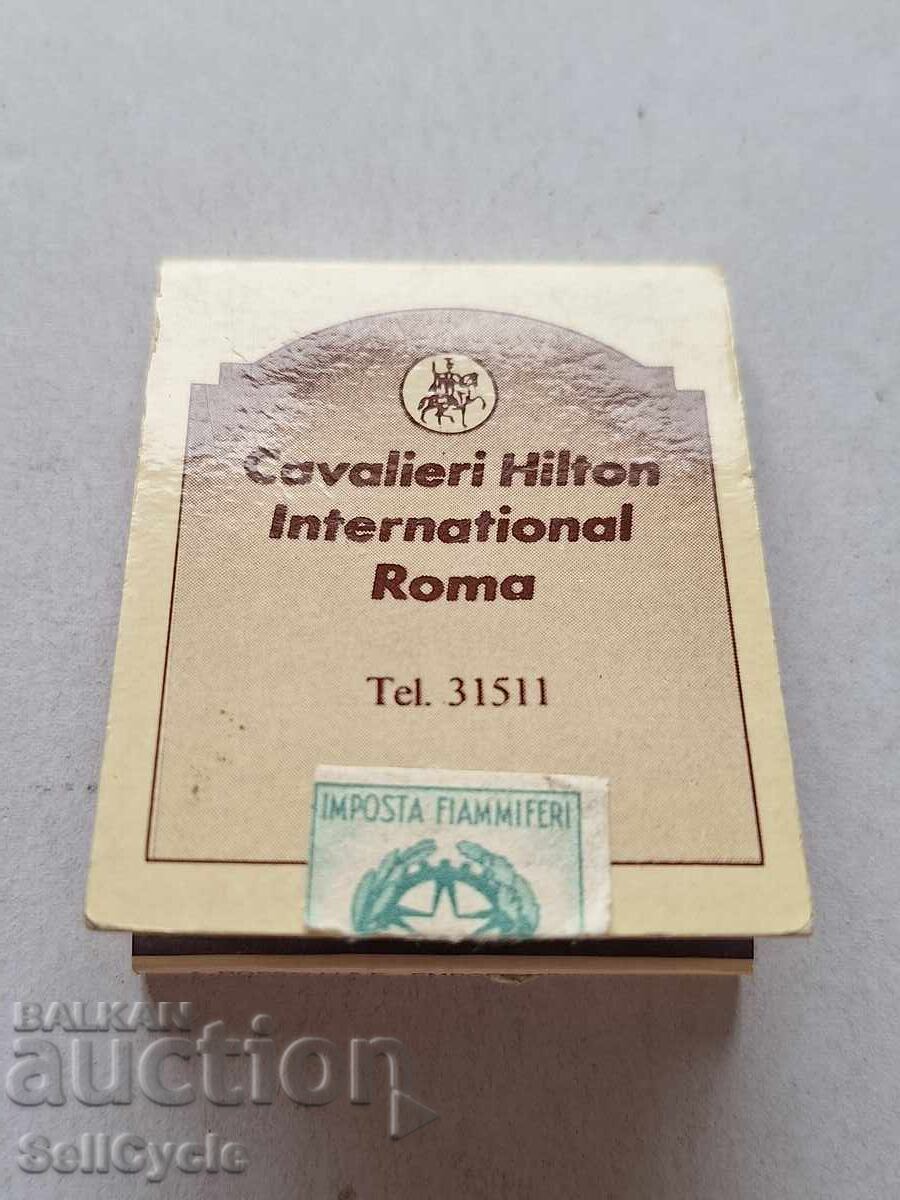 Cavalieri Hilton
International
Roma
Tel. 31511
IMPOSTA FIAMMIFERI
BALKAN
auction
SellCycle